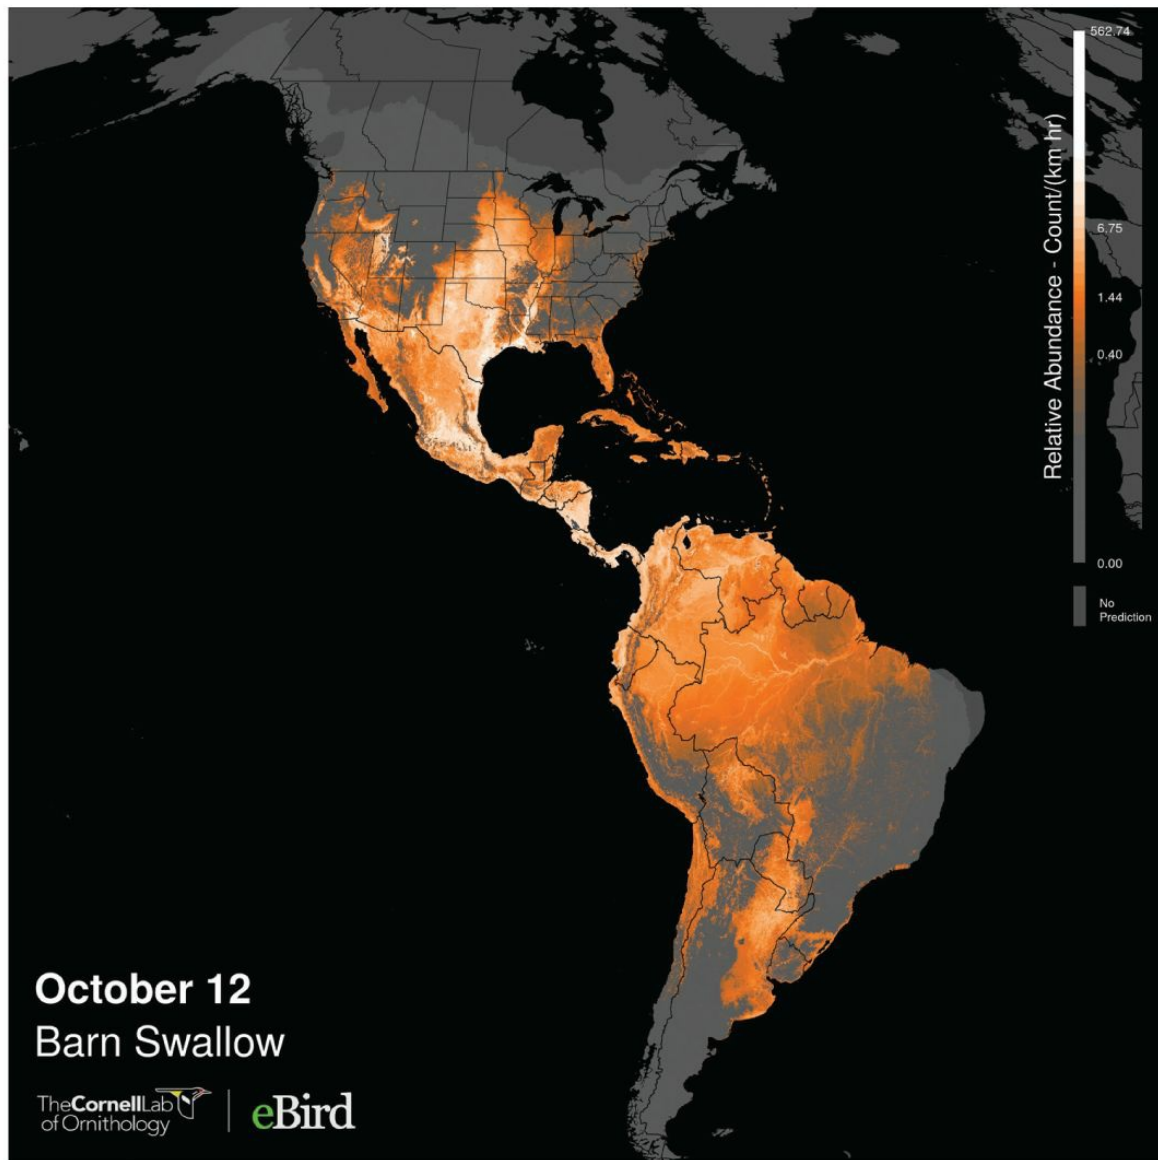 562.74
6.75
1.44
0.40
0.00
Relative Abundance - Count/(km hr)
No
Prediction
October 12
Barn Swallow
TheCornellLab
of Ornithology
eBird